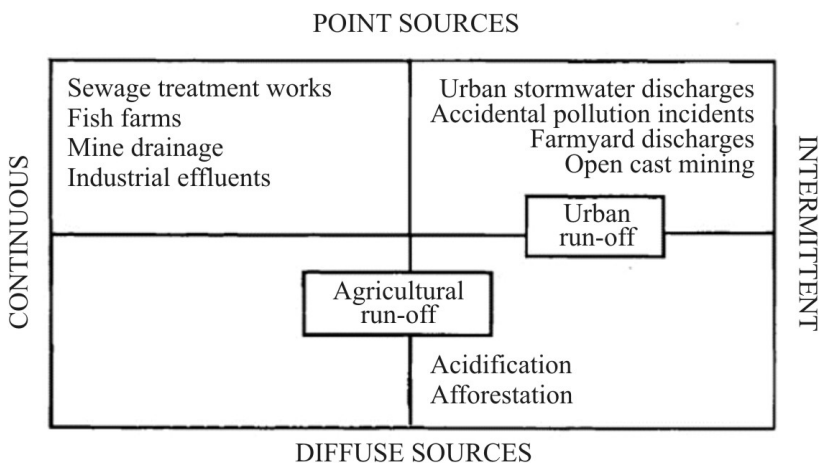 POINT SOURCES
Sewage treatment works
Fish farms
Mine drainage
Industrial effluents
Urban stormwater discharges
Accidental pollution incidents
Farmyard discharges
Open cast mining
CONTINUOUS
INTERMITTENT
Urban
run-off
Agricultural
run-off
Acidification
Afforestation
DIFFUSE SOURCES